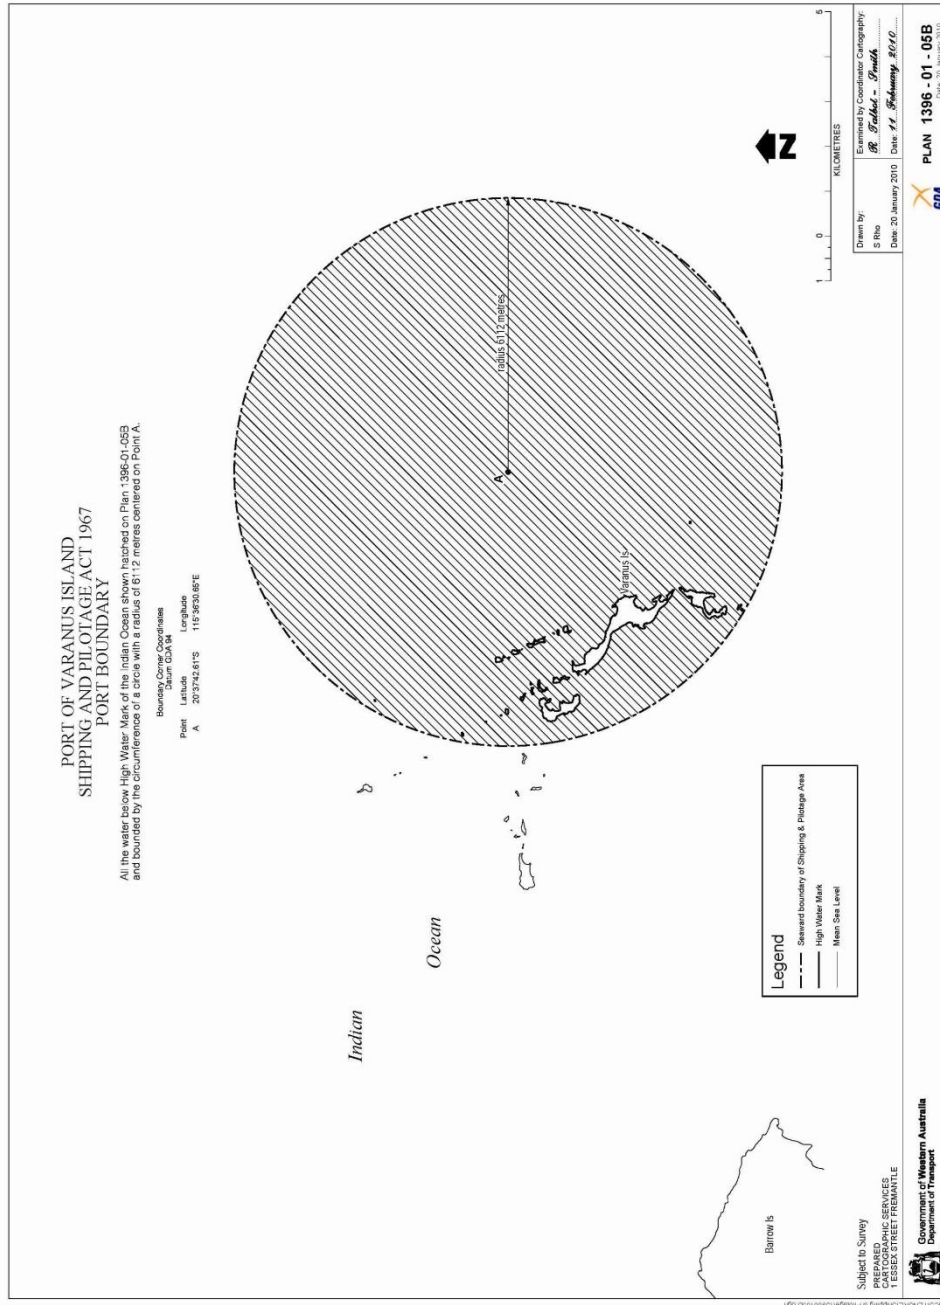 PORT OF VARANUS ISLAND
SHIPPING AND PILOTAGE ACT 1967
PORT BOUNDARY
All the water below High Water Mark of the Indian Ocean shown hatched on Plan 1396-01-05B
and bounded by the circumference of a circle with a radius of 6112 metres centered on Point A.
Boundary Corner Coordinates
Datum GDA 94
Point Latitude Longitude
A 20°37'42.61"S 115°36'30.65"E
Indian
Ocean
A
radius 6112 metres
Varanus Is
Barrow Is
N
Legend
Seaward boundary of Shipping & Pilotage Area
High Water Mark
Mean Sea Level
1 0 5
KILOMETRES
Subject to Survey
PREPARED
CARTOGRAPHIC SERVICES
1 ESSEX STREET FREMANTLE
Drawn by:
S Rho
Date: 20 January 2010
Examined by Coordinator Cartography:
R Talbot - Smith
Date: 11 February 2010
Government of Western Australia
Department of Transport
GDA
PLAN 1396 - 01 - 05B
Date: 20 January 2010